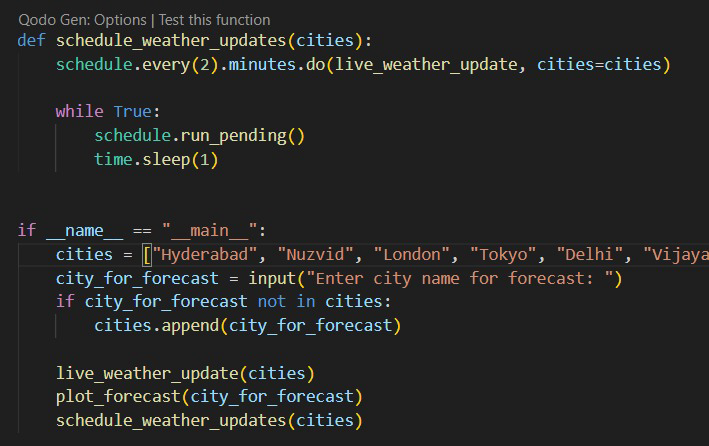 Qodo Gen: Options | Test this function
def schedule_weather_updates(cities):
    schedule.every(2).minutes.do(live_weather_update, cities=cities)
    while True:
        schedule.run_pending()
        time.sleep(1)
if __name__ == "__main__":
    cities = ["Hyderabad", "Nuzvid", "London", "Tokyo", "Delhi", "Vijaya
    city_for_forecast = input("Enter city name for forecast: ")
    if city_for_forecast not in cities:
        cities.append(city_for_forecast)
    live_weather_update(cities)
    plot_forecast(city_for_forecast)
    schedule_weather_updates(cities)